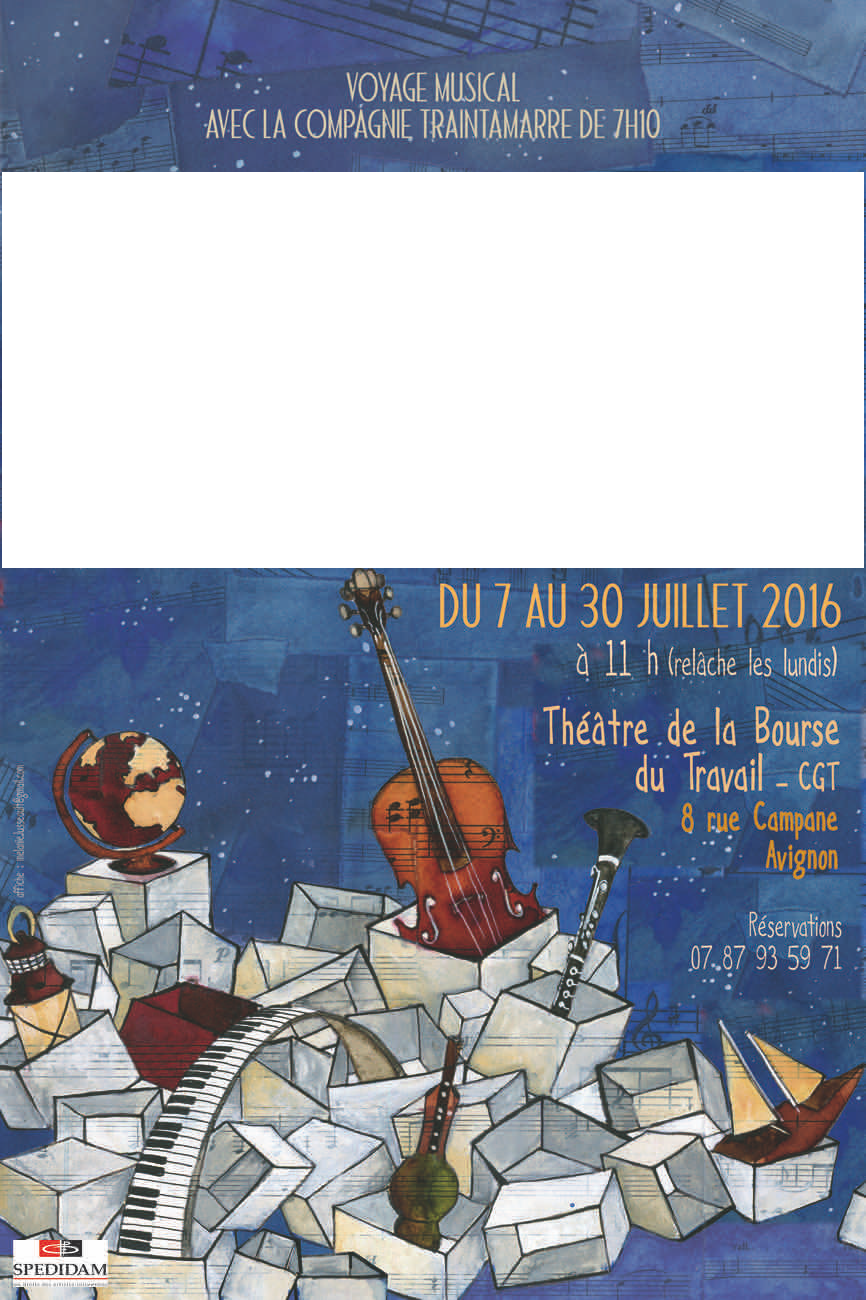 VOYAGE MUSICAL
AVEC LA COMPAGNIE TRAINTAMARRE DE 7H10
DU 7 AU 30 JUILLET 2016
à 11 h (relâche les lundis)
Théâtre de la Bourse
du Travail - CGT
8 rue Campane
Avignon
Réservations
07 87 93 59 71
SPEDIDAM